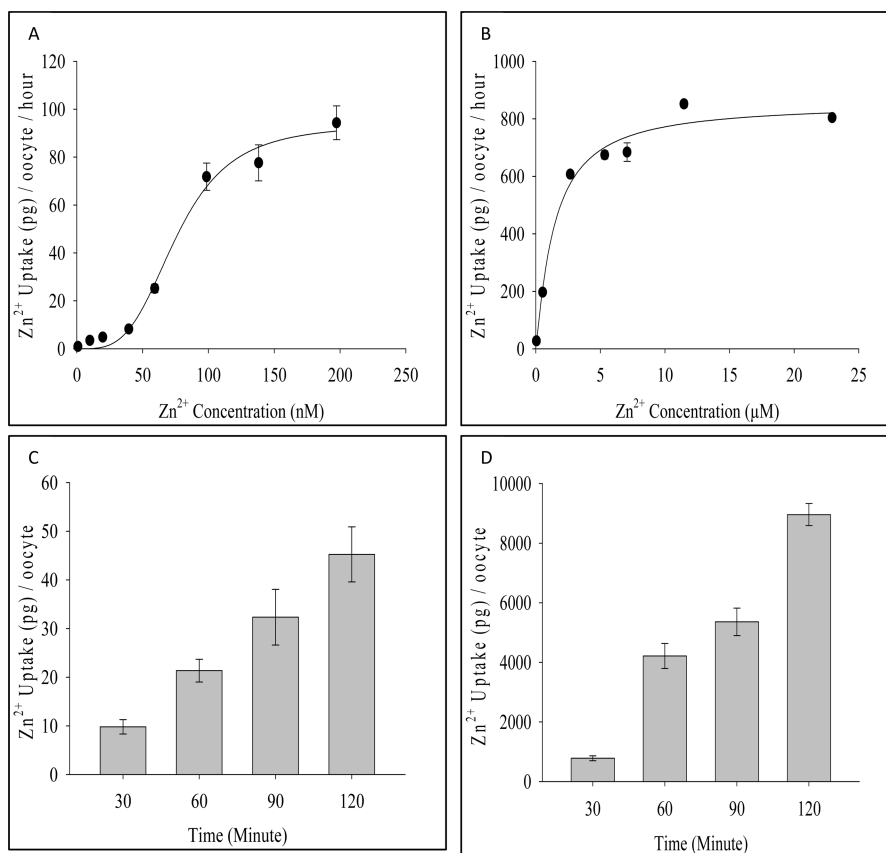 A
Zn²⁺ Uptake (pg) / oocyte / hour
120
100
80
60
40
20
0
0 50 100 150 200 250
Zn²⁺ Concentration (nM)
B
Zn²⁺ Uptake (pg) / oocyte / hour
1000
800
600
400
200
0
0 5 10 15 20 25
Zn²⁺ Concentration (µM)
C
Zn²⁺ Uptake (pg) / oocyte
60
50
40
30
20
10
0
30 60 90 120
Time (Minute)
D
Zn²⁺ Uptake (pg) / oocyte
10000
8000
6000
4000
2000
0
30 60 90 120
Time (Minute)